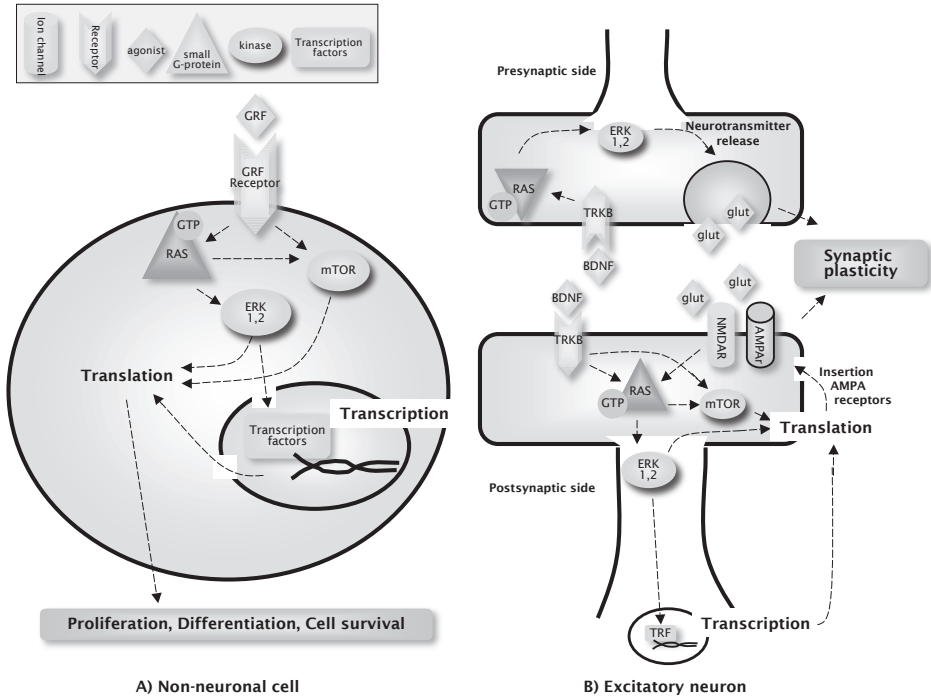 Ion
channel
Receptor
agonist
small
G-protein
kinase
Transcription
factors
GRF
GRF
Receptor
GTP
RAS
mTOR
ERK
1,2
Translation
Transcription
Transcription
factors
Proliferation, Differentiation, Cell survival
A) Non-neuronal cell
Presynaptic side
ERK
1,2
Neurotransmitter
release
RAS
GTP
TRKB
glut
glut
BDNF
Synaptic
plasticity
BDNF
glut
glut
TRKB
NMDAR
AMPAr
RAS
GTP
mTOR
Insertion
AMPA
receptors
Translation
ERK
1,2
Postsynaptic side
Transcription
TRF
B) Excitatory neuron